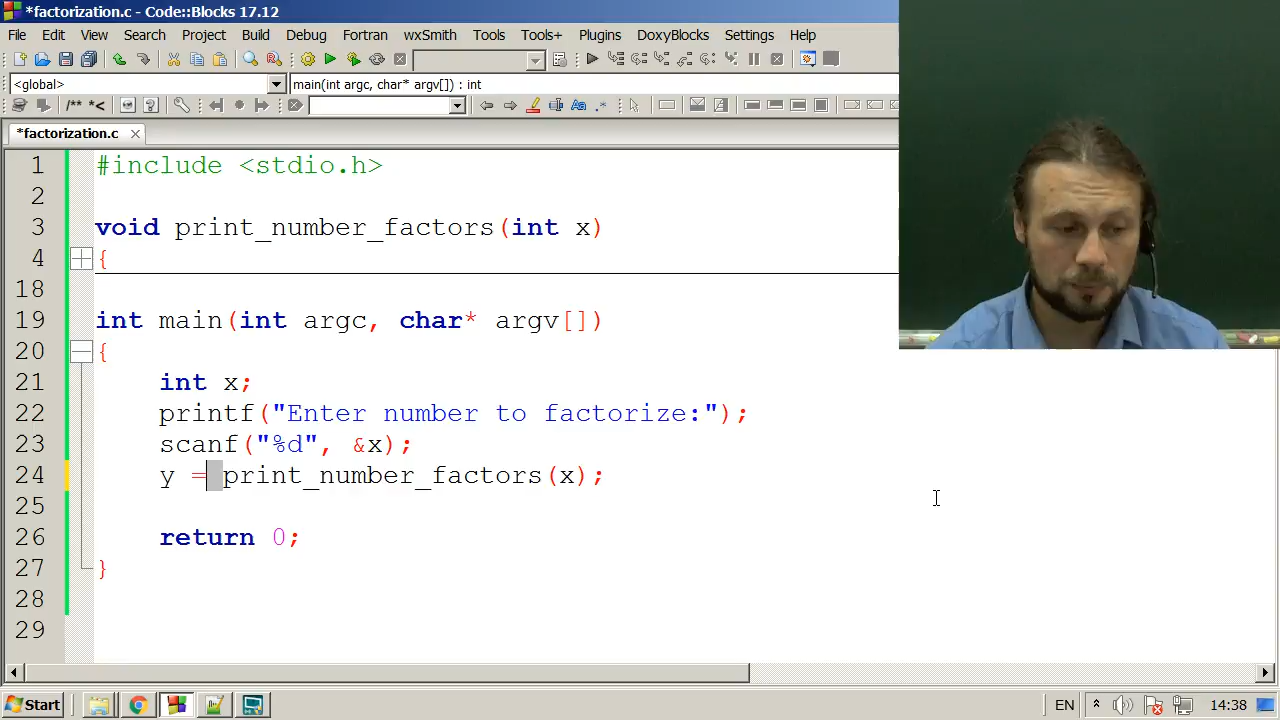 *factorization.c - Code::Blocks 17.12
File Edit View Search Project Build Debug Fortran wxSmith Tools Tools+ Plugins DoxyBlocks Settings Help
<global> main(int argc, char* argv[]) : int
/** *<
*factorization.c
1 #include <stdio.h>
2
3 void print_number_factors(int x)
4 {
18
19 int main(int argc, char* argv[])
20 {
21 int x;
22 printf("Enter number to factorize:");
23 scanf("%d", &x);
24 y = print_number_factors(x);
25
26 return 0;
27 }
28
29
Start EN 14:38